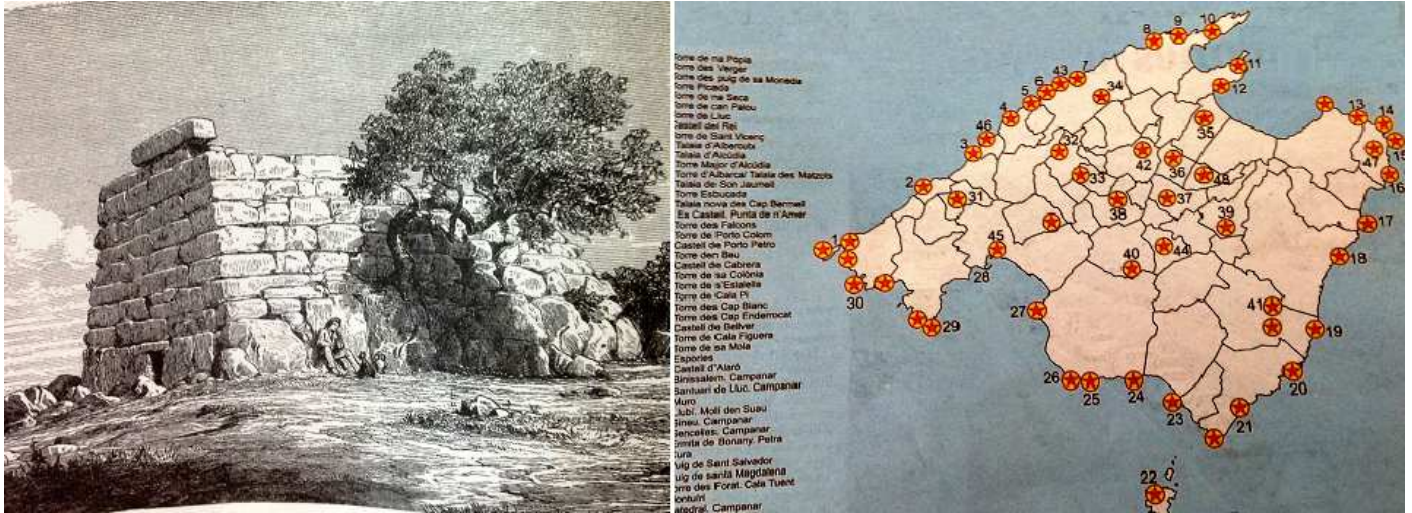 Torre de na Pòpia
Torre des Verger
Torre des puig de sa Moneda
Torre Picada
Torre de na Seca
Torre de can Palou
Torre de Lluc
Castell del Rei
Torre de Sant Vicenç
Talaia d'Albercutx
Talaia d'Alcúdia
Torre Major d'Alcúdia
Torre d'Albarca/ Talaia des Matzots
Talaia de Son Jaumell
Torre Esbucada
Talaia nova des Cap Bermell
Es Castell. Punta de n'Amer
Torre des Falcons
Torre de Porto Colom
Castell de Porto Petro
Torre den Beu
Castell de Cabrera
Torre de sa Colònia
Torre de s'Estalella
Torre de Cala Pi
Torre des Cap Blanc
Torre des Cap Enderrocat
Castell de Bellver
Torre de Cala Figuera
Torre de sa Mola
Esporles
Castell d'Alaró
Binissalem. Campanar
Santuari de Lluc. Campanar
Muro
Llubí. Molí den Suau
Sineu. Campanar
Sencelles. Campanar
Ermita de Bonany. Petra
Cura
Puig de Sant Salvador
Puig de santa Magdalena
Torre des Forat. Cala Tuent
Montuïri
Catedral. Campanar
8 9 10
11
12
7
43
6
5
34
4
46
3
13
14
35
32
42
36
47
15
33
48
16
2
31
38
37
39
17
1
45
40
44
18
28
30
27
41
29
19
26
25
24
20
23
21
22